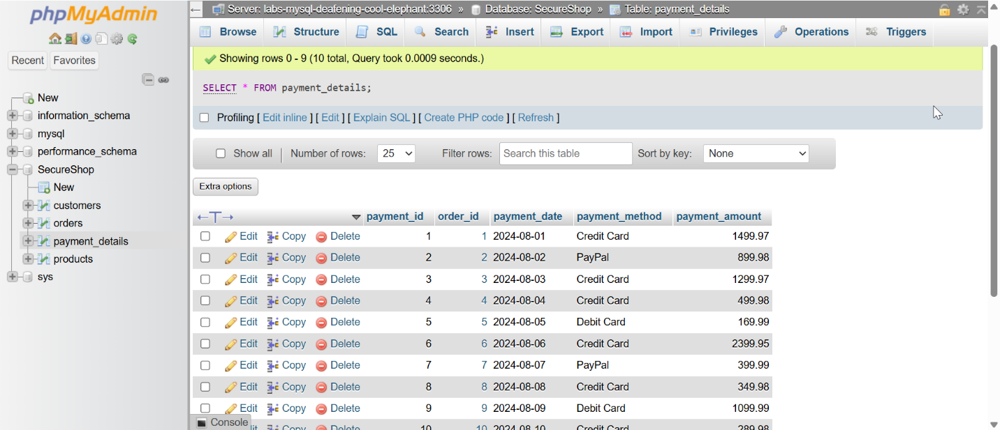 phpMyAdmin
Recent Favorites
New
information_schema
mysql
performance_schema
SecureShop
New
customers
orders
payment_details
products
sys
Server: labs-mysql-deafening-cool-elephant:3306 » Database: SecureShop » Table: payment_details
Browse Structure SQL Search Insert Export Import Privileges Operations Triggers
Showing rows 0 - 9 (10 total, Query took 0.0009 seconds.)
SELECT * FROM payment_details;
Profiling [ Edit inline ] [ Edit ] [ Explain SQL ] [ Create PHP code ] [ Refresh ]
Show all | Number of rows: 25 Filter rows: Search this table Sort by key: None
Extra options
←T→ payment_id order_id payment_date payment_method payment_amount
Edit Copy Delete 1 1 2024-08-01 Credit Card 1499.97
Edit Copy Delete 2 2 2024-08-02 PayPal 899.98
Edit Copy Delete 3 3 2024-08-03 Credit Card 1299.97
Edit Copy Delete 4 4 2024-08-04 Credit Card 499.98
Edit Copy Delete 5 5 2024-08-05 Debit Card 169.99
Edit Copy Delete 6 6 2024-08-06 Credit Card 2399.95
Edit Copy Delete 7 7 2024-08-07 PayPal 399.99
Edit Copy Delete 8 8 2024-08-08 Credit Card 349.98
Edit Copy Delete 9 9 2024-08-09 Debit Card 1099.99
Copy Delete 10 10 2024-08-10 Credit Card 289.98
Console